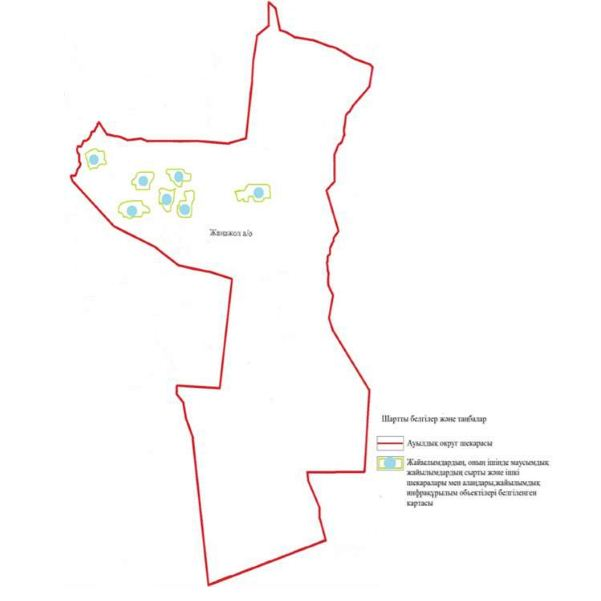 Жаңажол а/о
Шартты белгілер және таңбалар
Ауылдық округ шекарасы
Жайылымдардың, оның ішінде маусымдық
жайылымдардың сыртқы және ішкі
шекаралары мен алаңдары,жайылымдық
инфрақұрылым объектілері белгіленген
картасы